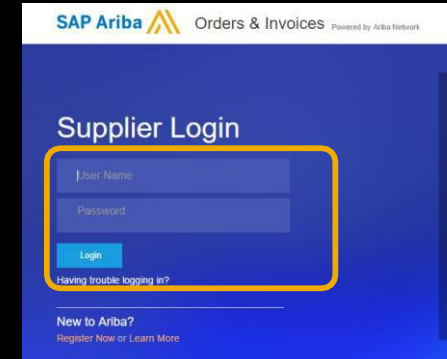 SAP Ariba Orders & Invoices Powered by Ariba Network
Supplier Login
User Name
Password
Login
Having trouble logging in?
New to Ariba?
Register Now or Learn More